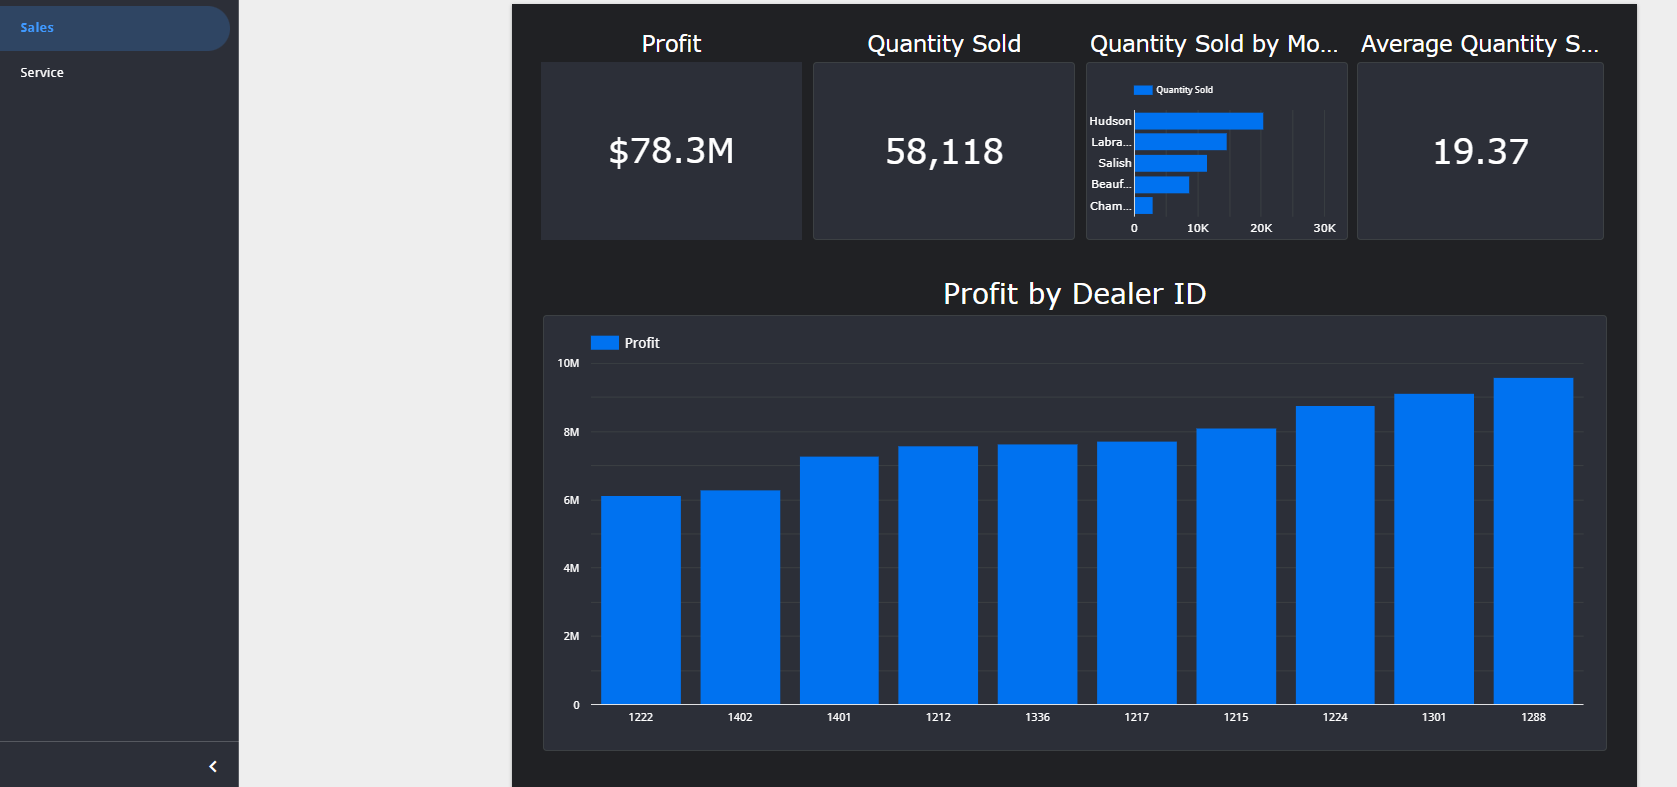 Sales
Service
Profit
Quantity Sold
Quantity Sold by Mo...
Average Quantity S...
$78.3M
58,118
Quantity Sold
Hudson
Labra...
Salish
Beauf...
Cham...
0 10K 20K 30K
19.37
Profit by Dealer ID
Profit
10M
8M
6M
4M
2M
0
1222 1402 1401 1212 1336 1217 1215 1224 1301 1288